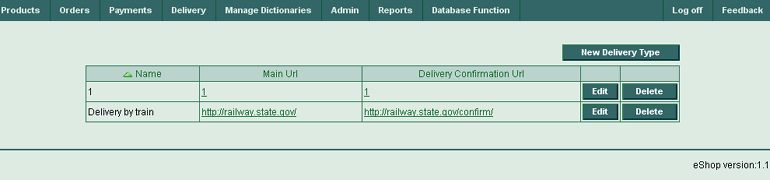 Products Orders Payments Delivery Manage Dictionaries Admin Reports Database Function Log off Feedback
New Delivery Type
Name Main Url Delivery Confirmation Url
1 1 1 Edit Delete
Delivery by train http://railway.state.gov/ http://railway.state.gov/confirm/ Edit Delete
eShop version:1.1